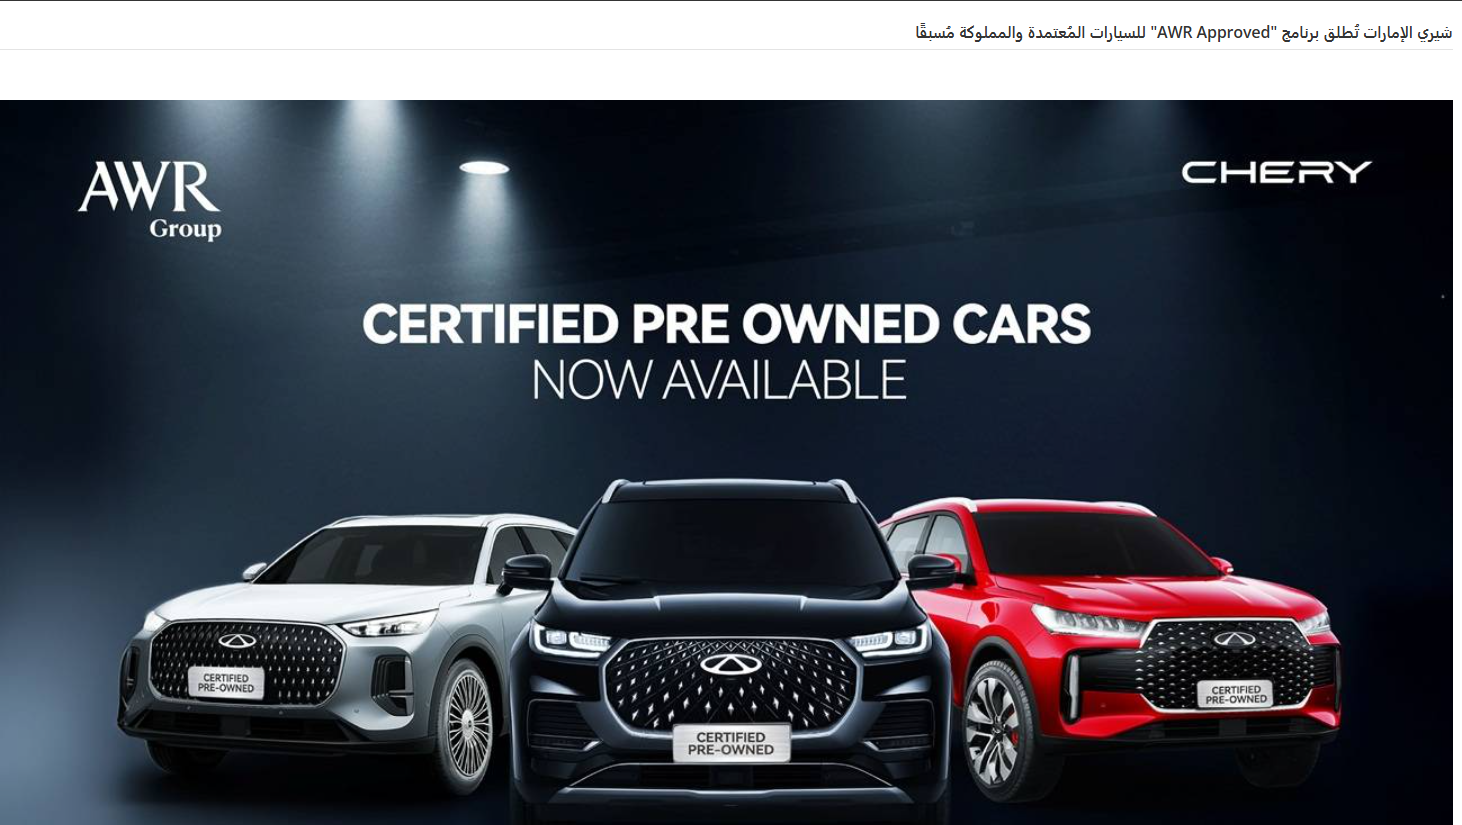 شيري الإمارات تُطلق برنامج "AWR Approved" للسيارات المُعتمدة والمملوكة مُسبقًا
AWR
Group
CHERY
CERTIFIED PRE OWNED CARS
NOW AVAILABLE
CERTIFIED
PRE-OWNED
CERTIFIED
PRE-OWNED
CERTIFIED
PRE-OWNED